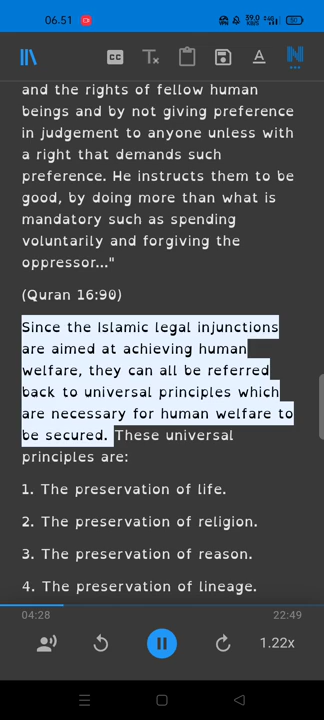 06.51
39.0
KB/s
50
CC
A
N
and the rights of fellow human
beings and by not giving preference
in judgement to anyone unless with
a right that demands such
preference. He instructs them to be
good, by doing more than what is
mandatory such as spending
voluntarily and forgiving the
oppressor..."
(Quran 16:90)
Since the Islamic legal injunctions
are aimed at achieving human
welfare, they can all be referred
back to universal principles which
are necessary for human welfare to
be secured. These universal
principles are:
1. The preservation of life.
2. The preservation of religion.
3. The preservation of reason.
4. The preservation of lineage.
04:28
22:49
1.22x